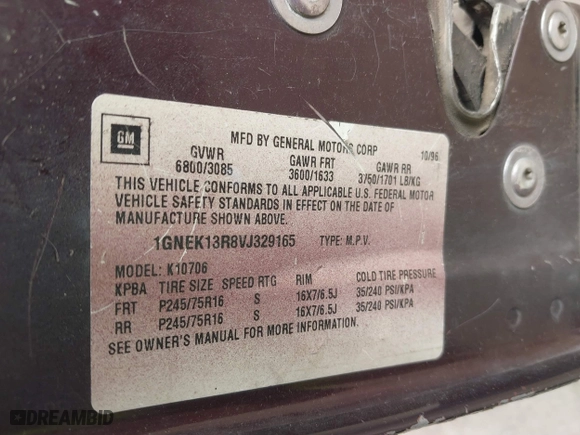 GM
MFD BY GENERAL MOTORS CORP 10/96
GVWR GAWR FRT GAWR RR
6800/3085 3600/1633 3750/1701 LB/KG
THIS VEHICLE CONFORMS TO ALL APPLICABLE U.S. FEDERAL MOTOR
VEHICLE SAFETY STANDARDS IN EFFECT ON THE DATE OF
MANUFACTURE SHOWN ABOVE.
1GNEK13R8VJ329165 TYPE: M.P.V.
MODEL: K10706
KPBA TIRE SIZE SPEED RTG RIM COLD TIRE PRESSURE
FRT P245/75R16 S 16X7/6.5J 35/240 PSI/KPA
RR P245/75R16 S 16X7/6.5J 35/240 PSI/KPA
SEE OWNER'S MANUAL FOR MORE INFORMATION.
DREAMBID